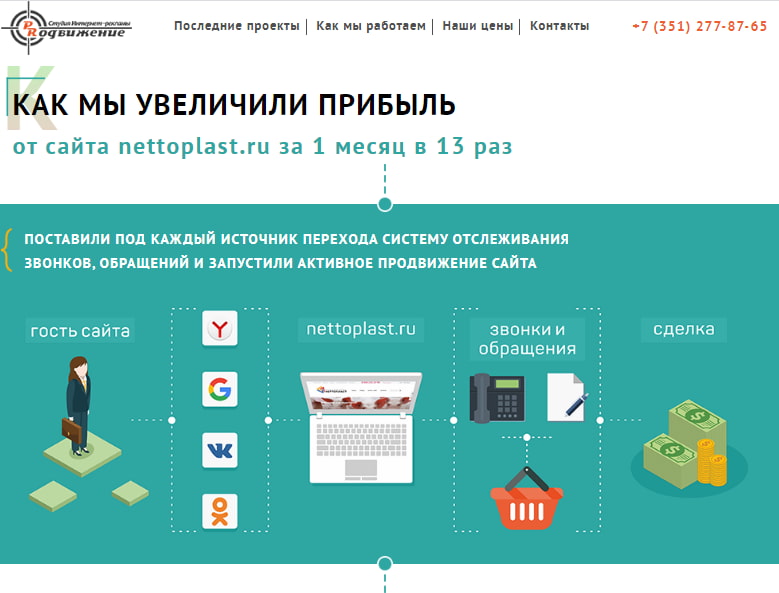 Студия Интернет-рекламы
PRодвижение
Последние проекты | Как мы работаем | Наши цены | Контакты
+7 (351) 277-87-65
К
КАК МЫ УВЕЛИЧИЛИ ПРИБЫЛЬ
от сайта nettoplast.ru за 1 месяц в 13 раз
ПОСТАВИЛИ ПОД КАЖДЫЙ ИСТОЧНИК ПЕРЕХОДА СИСТЕМУ ОТСЛЕЖИВАНИЯ
ЗВОНКОВ, ОБРАЩЕНИЙ И ЗАПУСТИЛИ АКТИВНОЕ ПРОДВИЖЕНИЕ САЙТА
гость сайта
nettoplast.ru
звонки и
обращения
сделка